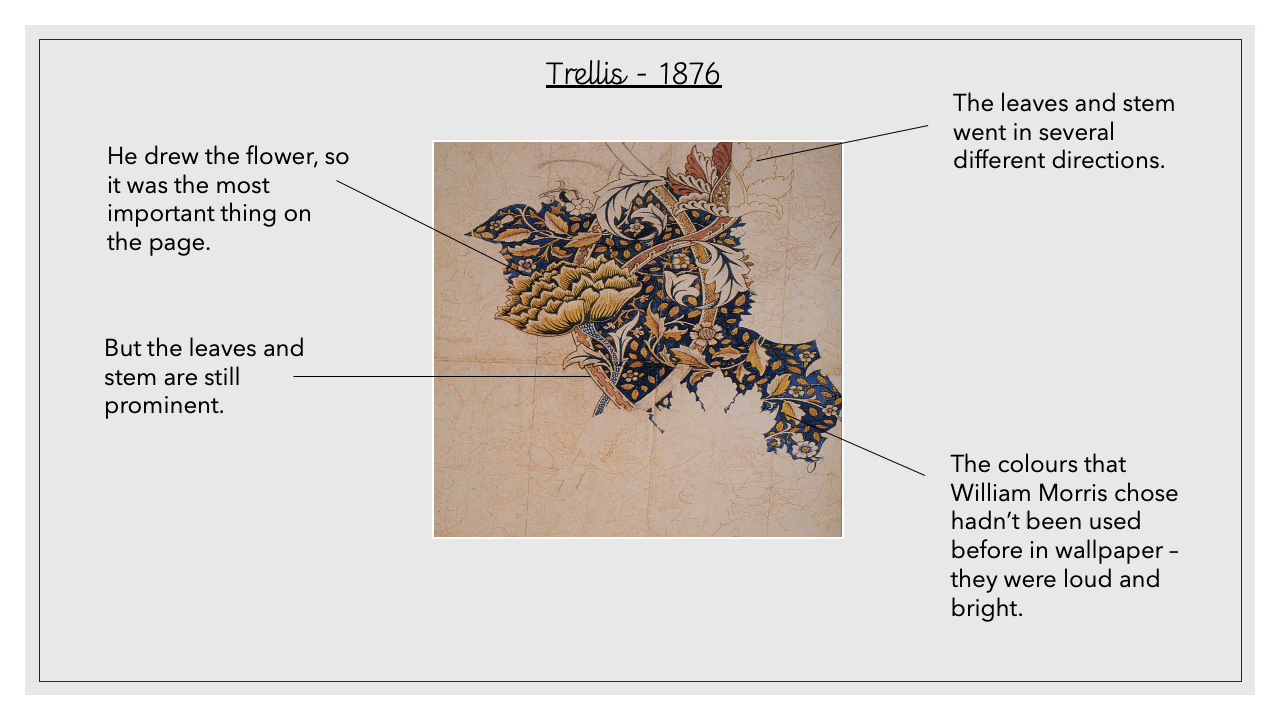 Trellis - 1876
He drew the flower, so
it was the most
important thing on
the page.
But the leaves and
stem are still
prominent.
The leaves and stem
went in several
different directions.
The colours that
William Morris chose
hadn’t been used
before in wallpaper –
they were loud and
bright.